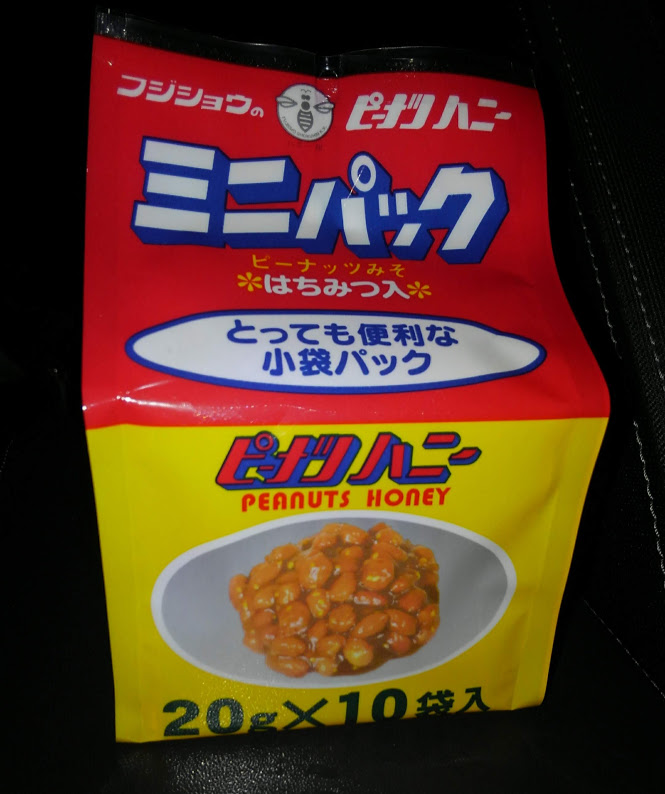 フジショウの ピーナツハニー
ミニパック
ピーナッツみそ
はちみつ入
とっても便利な
小袋パック
ピーナツハニー
PEANUTS HONEY
20g×10袋入